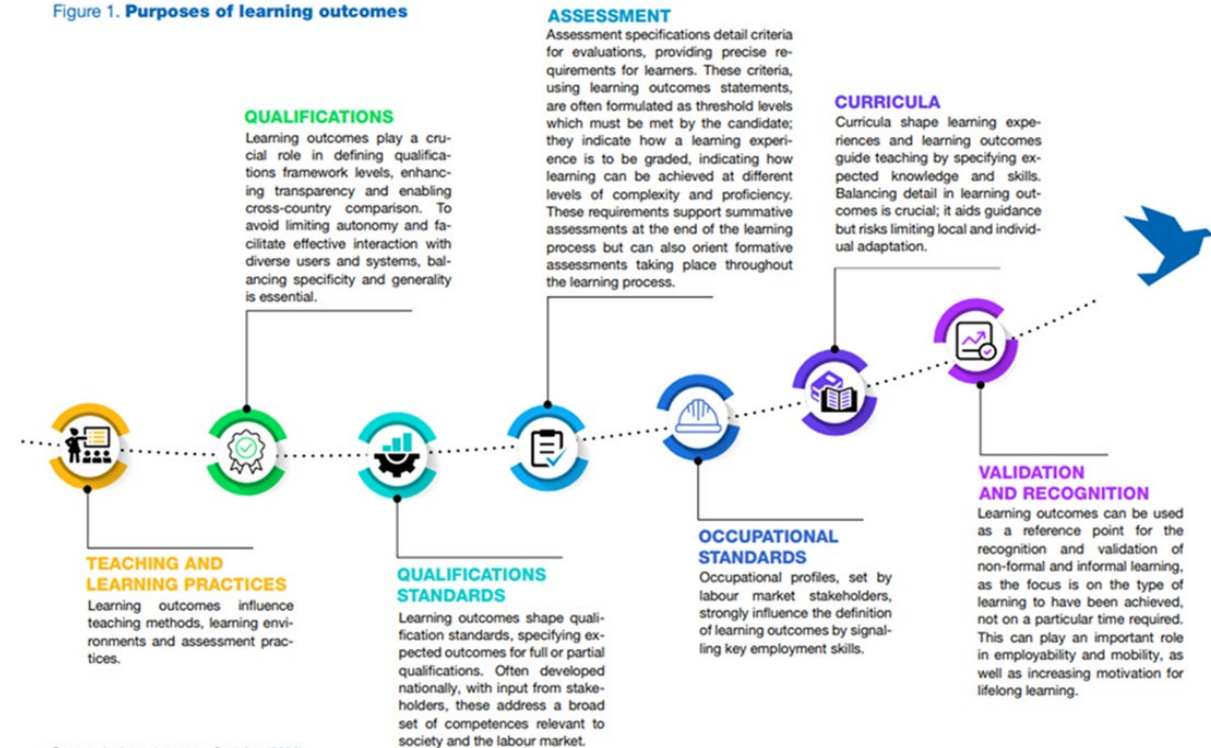 Figure 1. Purposes of learning outcomes
QUALIFICATIONS
Learning outcomes play a cru-
cial role in defining qualifica-
tions framework levels, enhanc-
ing transparency and enabling
cross-country comparison. To
avoid limiting autonomy and fa-
cilitate effective interaction with
diverse users and systems, bal-
ancing specificity and generality
is essential.
ASSESSMENT
Assessment specifications detail criteria
for evaluations, providing precise re-
quirements for learners. These criteria,
using learning outcomes statements,
are often formulated as threshold levels
which must be met by the candidate;
they indicate how a learning experi-
ence is to be graded, indicating how
learning can be achieved at different
levels of complexity and proficiency.
These requirements support summative
assessments at the end of the learning
process but can also orient formative
assessments taking place throughout
the learning process.
CURRICULA
Curricula shape learning expe-
riences and learning outcomes
guide teaching by specifying ex-
pected knowledge and skills.
Balancing detail in learning out-
comes is crucial; it aids guidance
but risks limiting local and individ-
ual adaptation.
TEACHING AND
LEARNING PRACTICES
Learning outcomes influence
teaching methods, learning envi-
ronments and assessment prac-
tices.
QUALIFICATIONS
STANDARDS
Learning outcomes shape quali-
fication standards, specifying ex-
pected outcomes for full or partial
qualifications. Often developed
nationally, with input from stake-
holders, these address a broad
set of competences relevant to
society and the labour market.
OCCUPATIONAL
STANDARDS
Occupational profiles, set by
labour market stakeholders,
strongly influence the definition
of learning outcomes by signal-
ling key employment skills.
VALIDATION
AND RECOGNITION
Learning outcomes can be used
as a reference point for the
recognition and validation of
non-formal and informal learning,
as the focus is on the type of
learning to have been achieved,
not on a particular time required.
This can play an important role
in employability and mobility, as
well as increasing motivation for
lifelong learning.